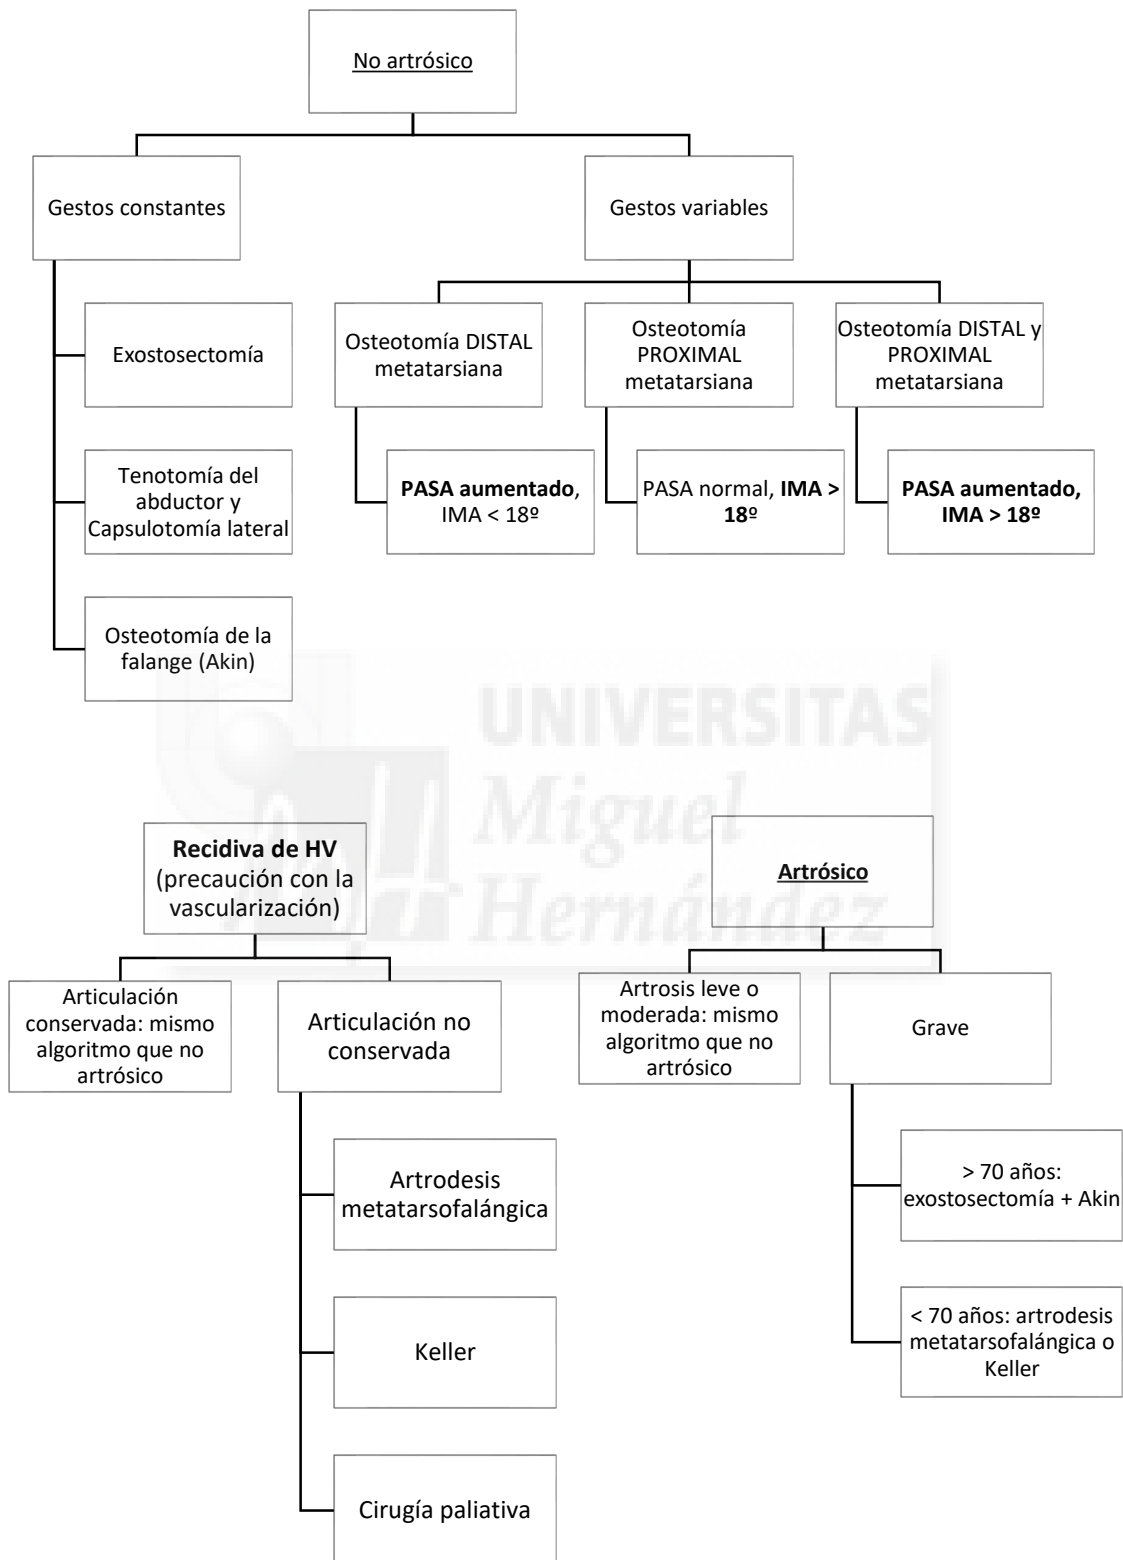 No artrósico
Gestos constantes
Gestos variables
Exostosectomía
Tenotomía del
abductor y
Capsulotomía lateral
Osteotomía de la
falange (Akin)
Osteotomía DISTAL
metatarsiana
Osteotomía
PROXIMAL
metatarsiana
Osteotomía DISTAL y
PROXIMAL
metatarsiana
PASA aumentado,
IMA < 18º
PASA normal, IMA >
18º
PASA aumentado,
IMA > 18º
UNIVERSITAS
Miguel
Hernández
Recidiva de HV
(precaución con la
vascularización)
Articulación
conservada: mismo
algoritmo que no
artrósico
Articulación no
conservada
Artrodesis
metatarsofalángica
Keller
Cirugía paliativa
Artrósico
Artrosis leve o
moderada: mismo
algoritmo que no
artrósico
Grave
> 70 años:
exostosectomía + Akin
< 70 años: artrodesis
metatarsofalángica o
Keller